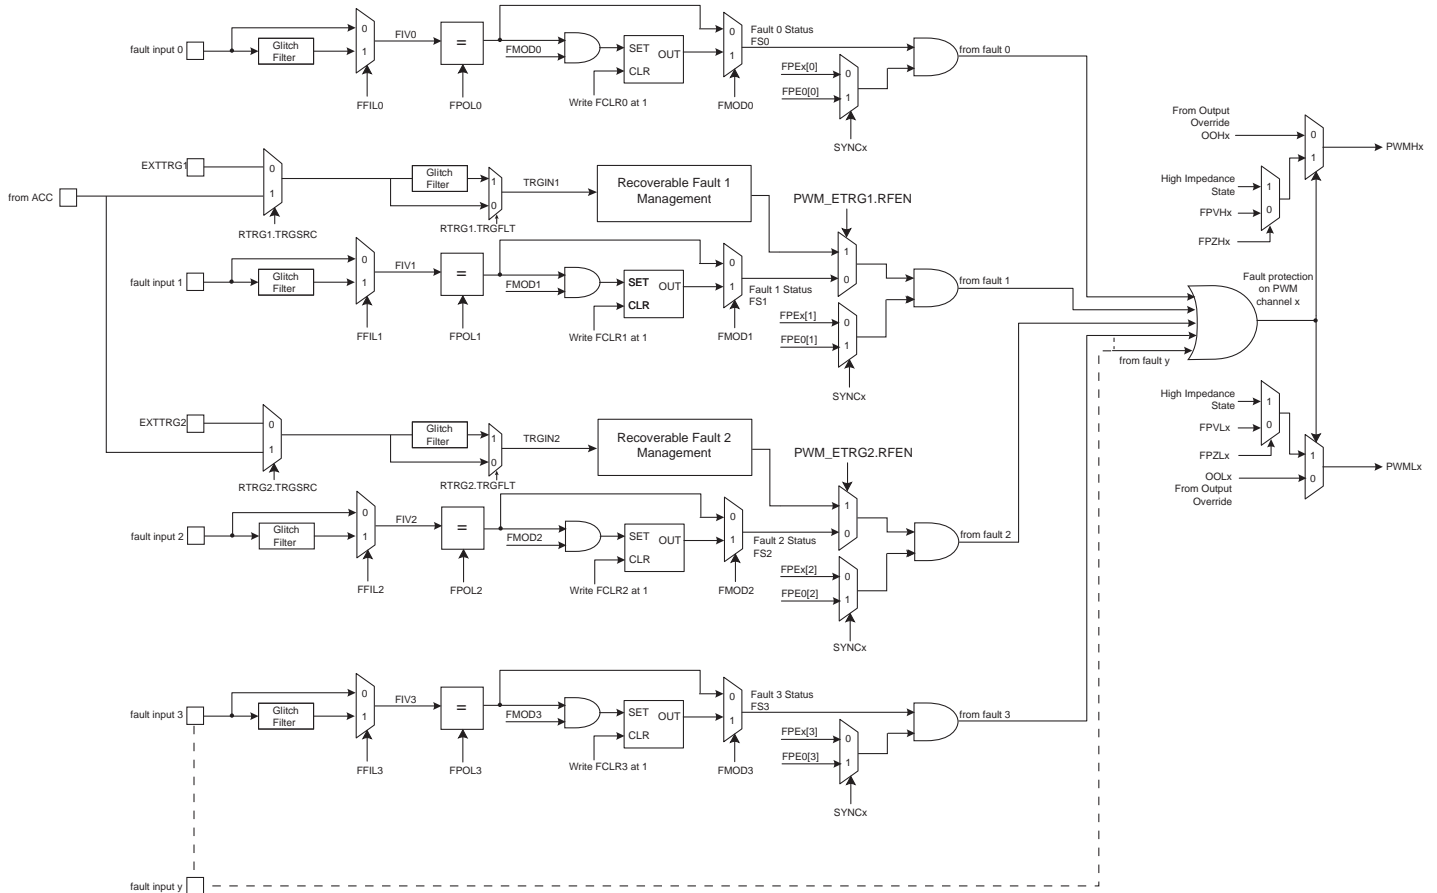 fault input 0
Glitch
Filter
0
1
FFIL0
FIV0
=
FPOL0
FMOD0
SET
OUT
CLR
Write FCLR0 at 1
0
1
FMOD0
Fault 0 Status
FS0
FPEx[0]
FPE0[0]
0
1
SYNCx
from fault 0
from ACC
EXTTRG1
0
1
RTRG1.TRGSRC
Glitch
Filter
1
0
RTRG1.TRGFLT
TRGIN1
Recoverable Fault 1
Management
PWM_ETRG1.RFEN
1
0
fault input 1
Glitch
Filter
0
1
FFIL1
FIV1
=
FPOL1
FMOD1
SET
OUT
CLR
Write FCLR1 at 1
0
1
FMOD1
Fault 1 Status
FS1
FPEx[1]
FPE0[1]
0
1
SYNCx
from fault 1
EXTTRG2
0
1
RTRG2.TRGSRC
Glitch
Filter
1
0
RTRG2.TRGFLT
TRGIN2
Recoverable Fault 2
Management
PWM_ETRG2.RFEN
1
0
fault input 2
Glitch
Filter
0
1
FFIL2
FIV2
=
FPOL2
FMOD2
SET
OUT
CLR
Write FCLR2 at 1
0
1
FMOD2
Fault 2 Status
FS2
FPEx[2]
FPE0[2]
0
1
SYNCx
from fault 2
fault input 3
Glitch
Filter
0
1
FFIL3
FIV3
=
FPOL3
FMOD3
SET
OUT
CLR
Write FCLR3 at 1
0
1
FMOD3
Fault 3 Status
FS3
FPEx[3]
FPE0[3]
0
1
SYNCx
from fault 3
fault input y
from fault y
From Output
Override
OOHx
0
1
PWMHx
High Impedance
State
FPVHx
FPZHx
1
0
Fault protection
on PWM
channel x
High Impedance
State
FPVLx
FPZLx
1
0
OOLx
From Output
Override
1
0
PWMLx